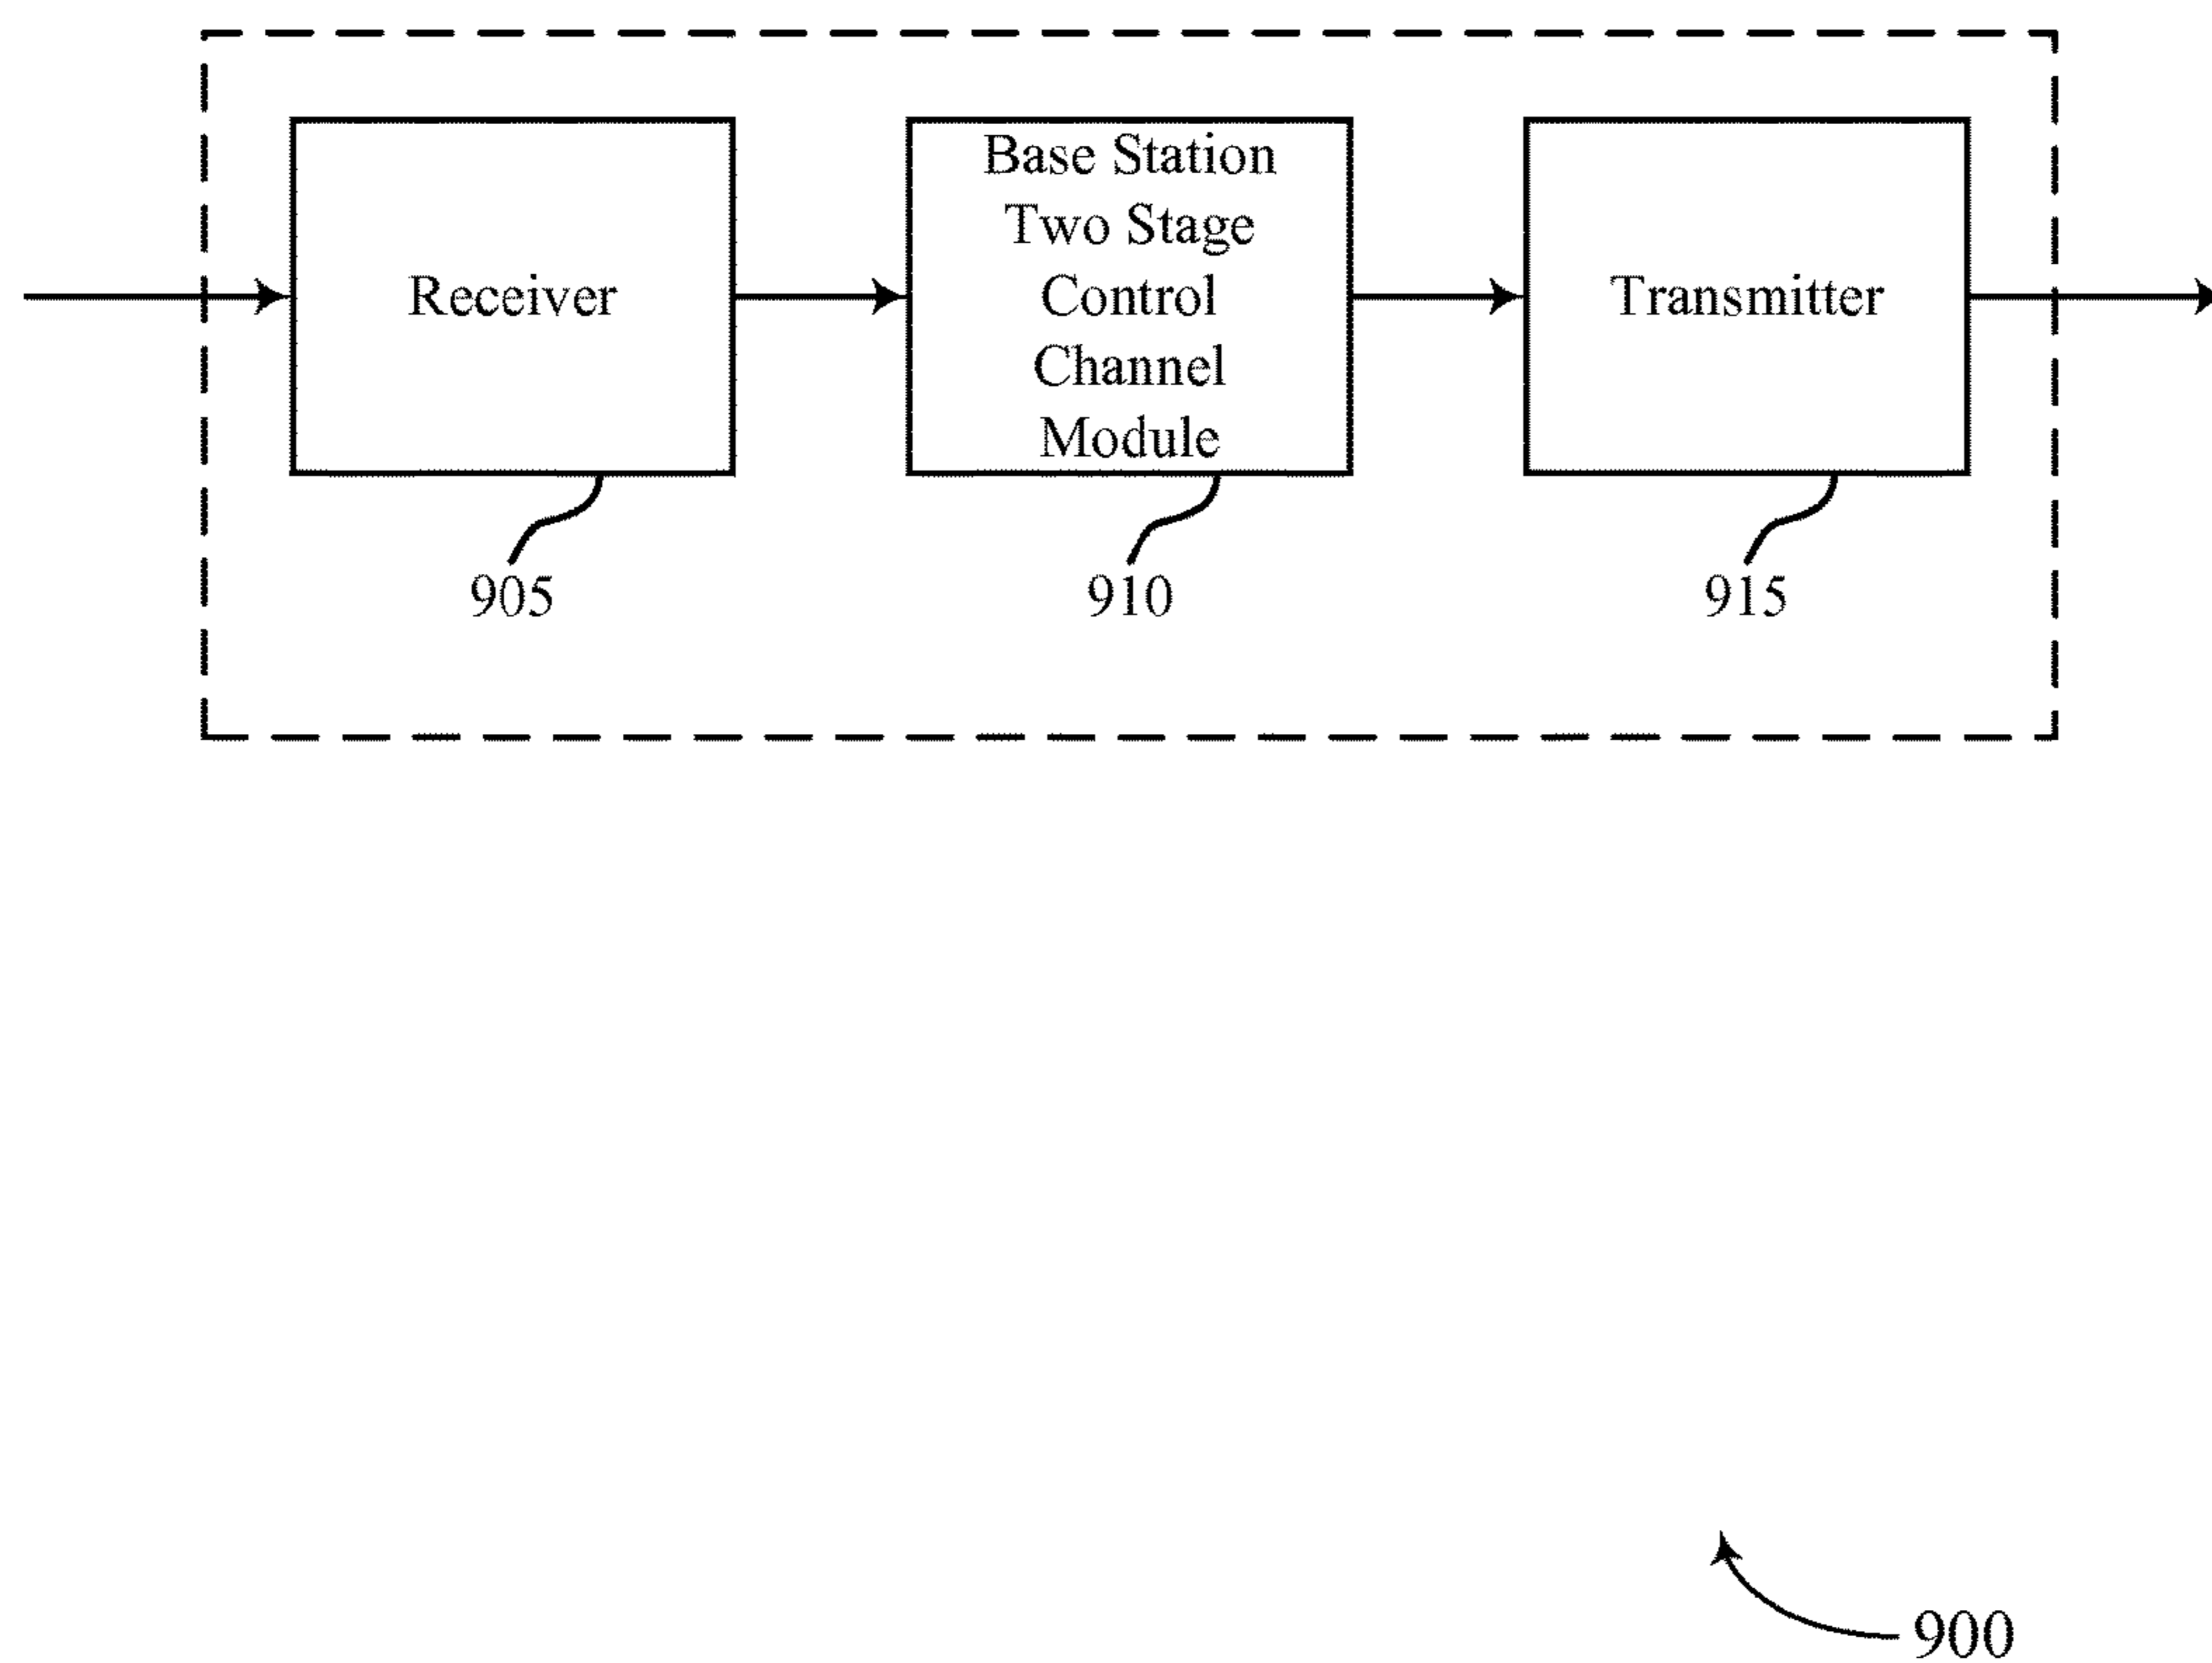 Receiver
Base Station
Two Stage
Control
Channel
Module
Transmitter
905
910
915
900